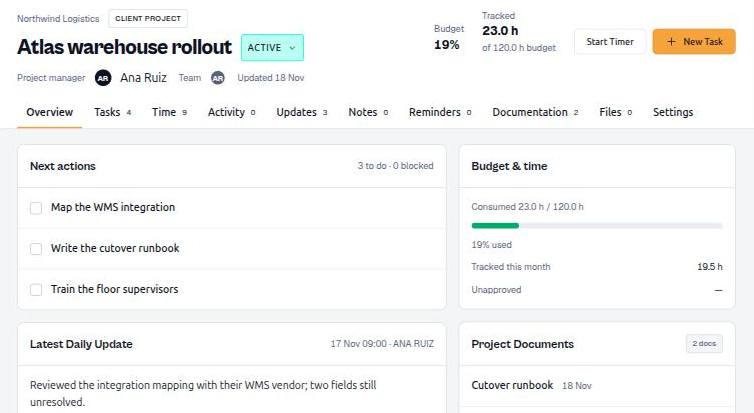 Northwind Logistics CLIENT PROJECT
Atlas warehouse rollout ACTIVE
Project manager AR Ana Ruiz Team AR Updated 18 Nov
Budget
19%
Tracked
23.0 h
of 120.0 h budget
Start Timer
+ New Task
Overview Tasks 4 Time 9 Activity 0 Updates 3 Notes 0 Reminders 0 Documentation 2 Files 0 Settings
Next actions 3 to do · 0 blocked
Map the WMS integration
Write the cutover runbook
Train the floor supervisors
Budget & time
Consumed 23.0 h / 120.0 h
19% used
Tracked this month 19.5 h
Unapproved —
Latest Daily Update 17 Nov 09:00 · ANA RUIZ
Reviewed the integration mapping with their WMS vendor; two fields still
unresolved.
Project Documents 2 docs
Cutover runbook 18 Nov